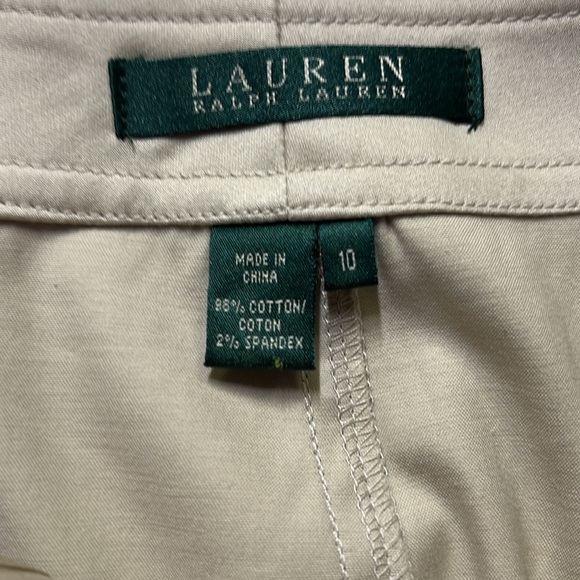 LAUREN
RALPH LAUREN
MADE IN
CHINA
98% COTTON/
COTON
2% SPANDEX
10